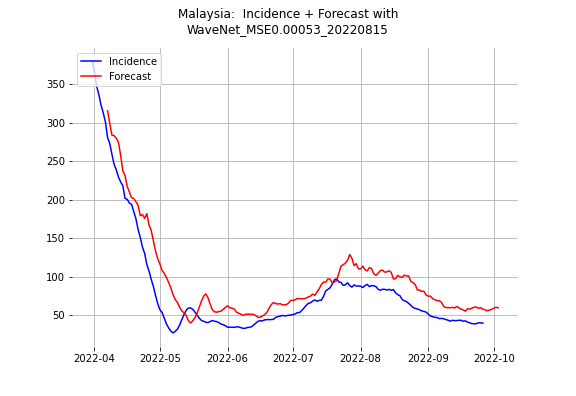 Malaysia:  Incidence + Forecast with
WaveNet_MSE0.00053_20220815
Incidence
Forecast
350
300
250
200
150
100
50
2022-04 2022-05 2022-06 2022-07 2022-08 2022-09 2022-10